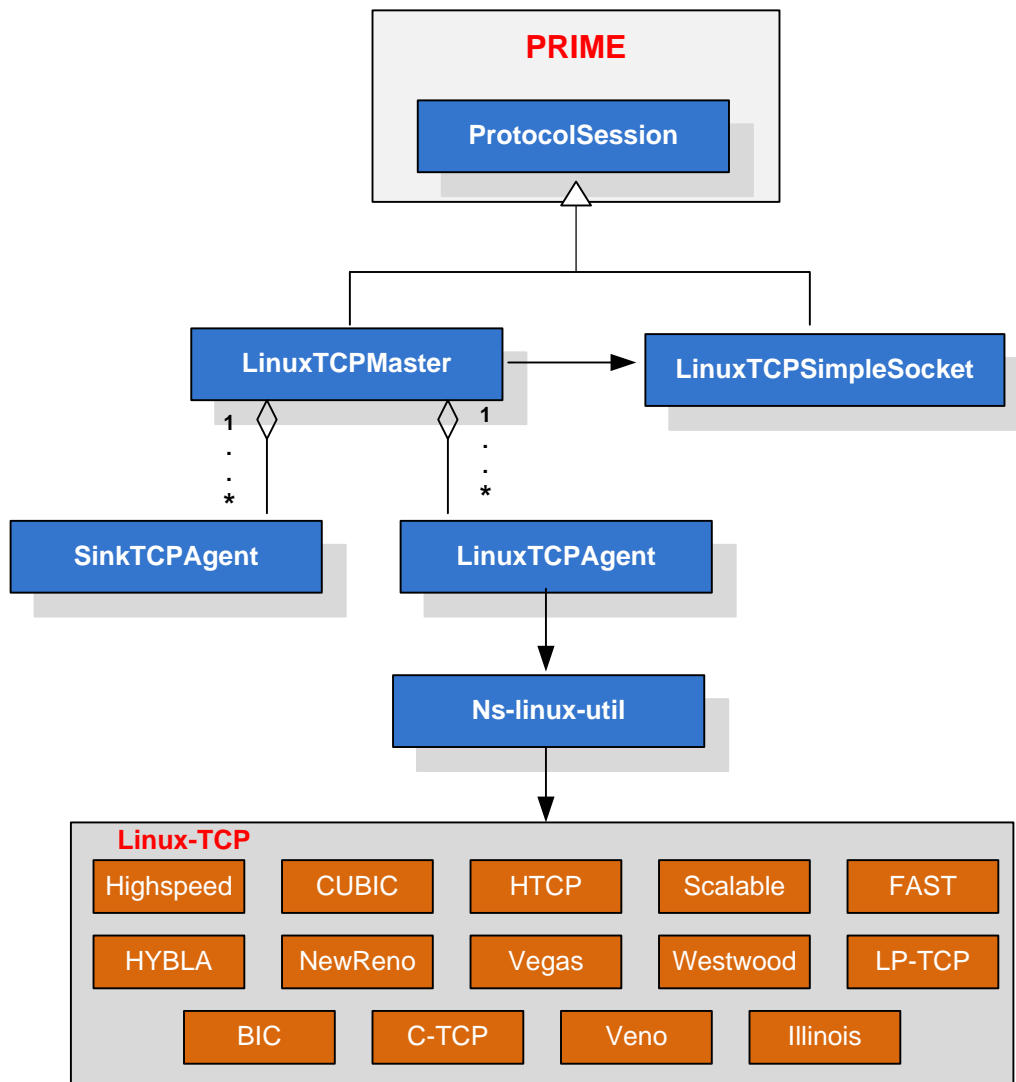 PRIME
ProtocolSession
LinuxTCPMaster
LinuxTCPSimpleSocket
1
.
.
*
1
.
.
*
SinkTCPAgent
LinuxTCPAgent
Ns-linux-util
Linux-TCP
Highspeed
CUBIC
HTCP
Scalable
FAST
HYBLA
NewReno
Vegas
Westwood
LP-TCP
BIC
C-TCP
Veno
Illinois